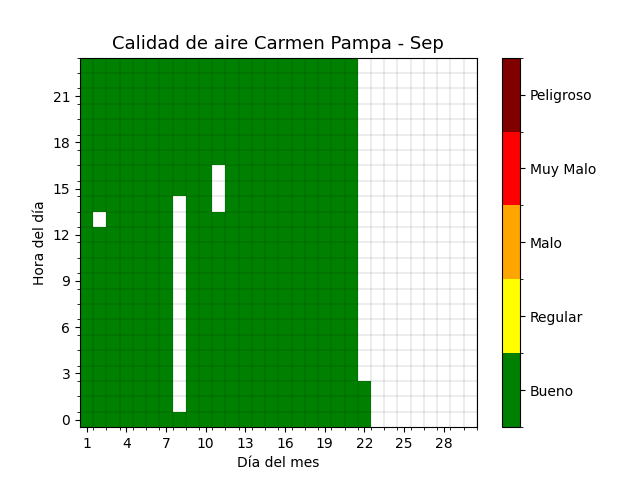 Calidad de aire Carmen Pampa - Sep
Hora del día
21
18
15
12
9
6
3
0
1 4 7 10 13 16 19 22 25 28
Día del mes
Peligroso
Muy Malo
Malo
Regular
Bueno